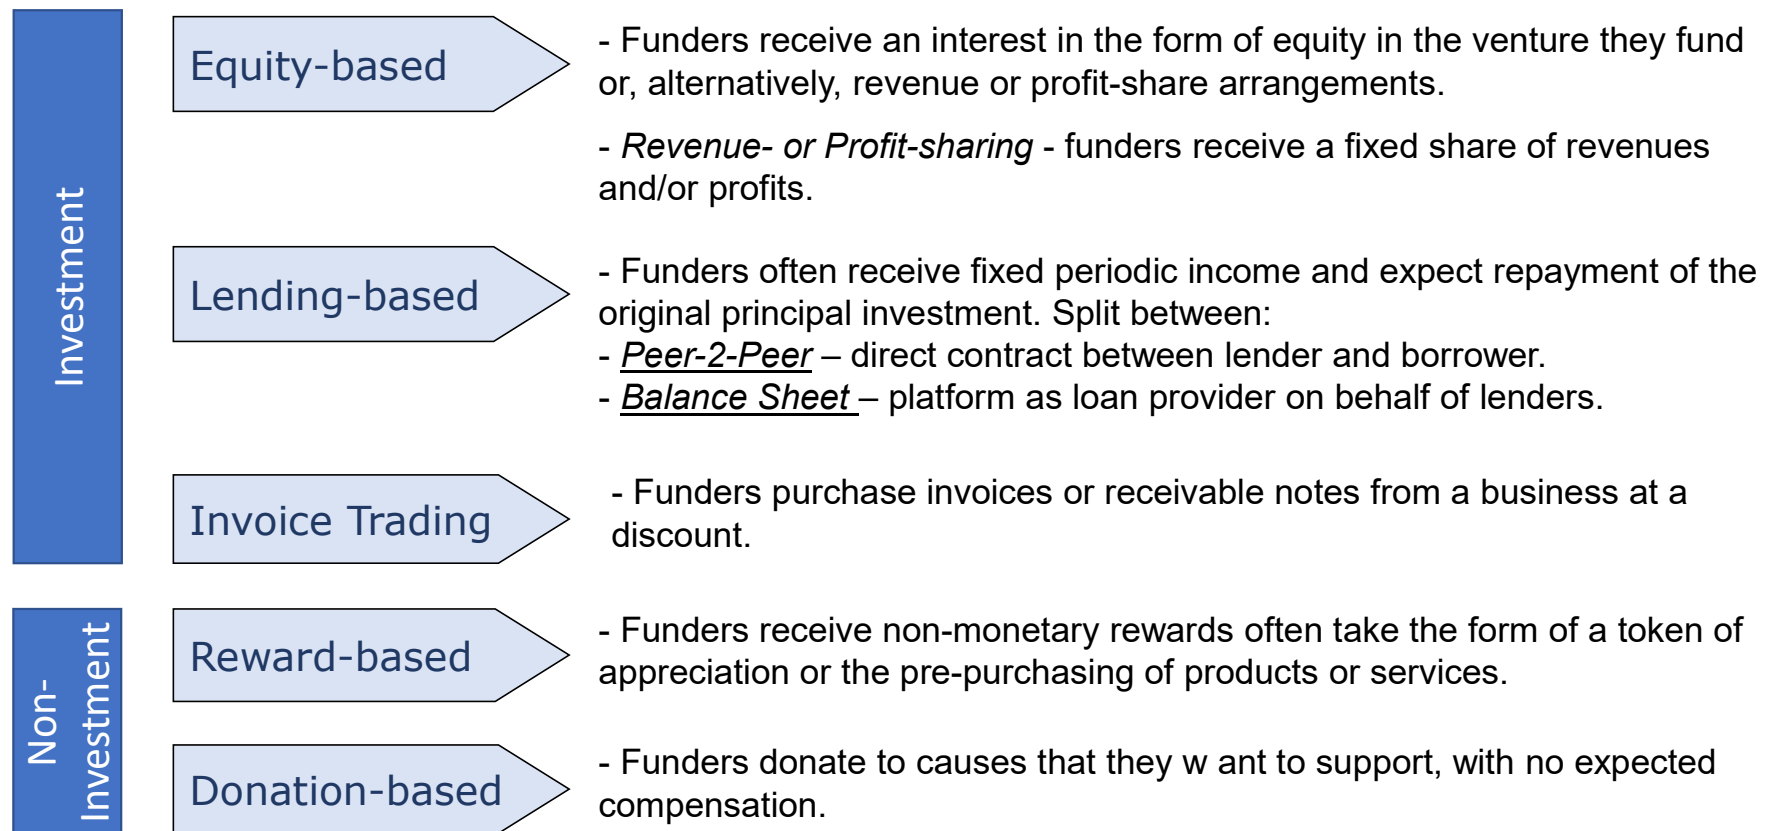 Investment
Equity-based
- Funders receive an interest in the form of equity in the venture they fund
or, alternatively, revenue or profit-share arrangements.
- Revenue- or Profit-sharing - funders receive a fixed share of revenues
and/or profits.
Lending-based
- Funders often receive fixed periodic income and expect repayment of the
original principal investment. Split between:
- Peer-2-Peer – direct contract between lender and borrower.
- Balance Sheet – platform as loan provider on behalf of lenders.
Invoice Trading
- Funders purchase invoices or receivable notes from a business at a
discount.
Non-
Investment
Reward-based
- Funders receive non-monetary rewards often take the form of a token of
appreciation or the pre-purchasing of products or services.
Donation-based
- Funders donate to causes that they w ant to support, with no expected
compensation.